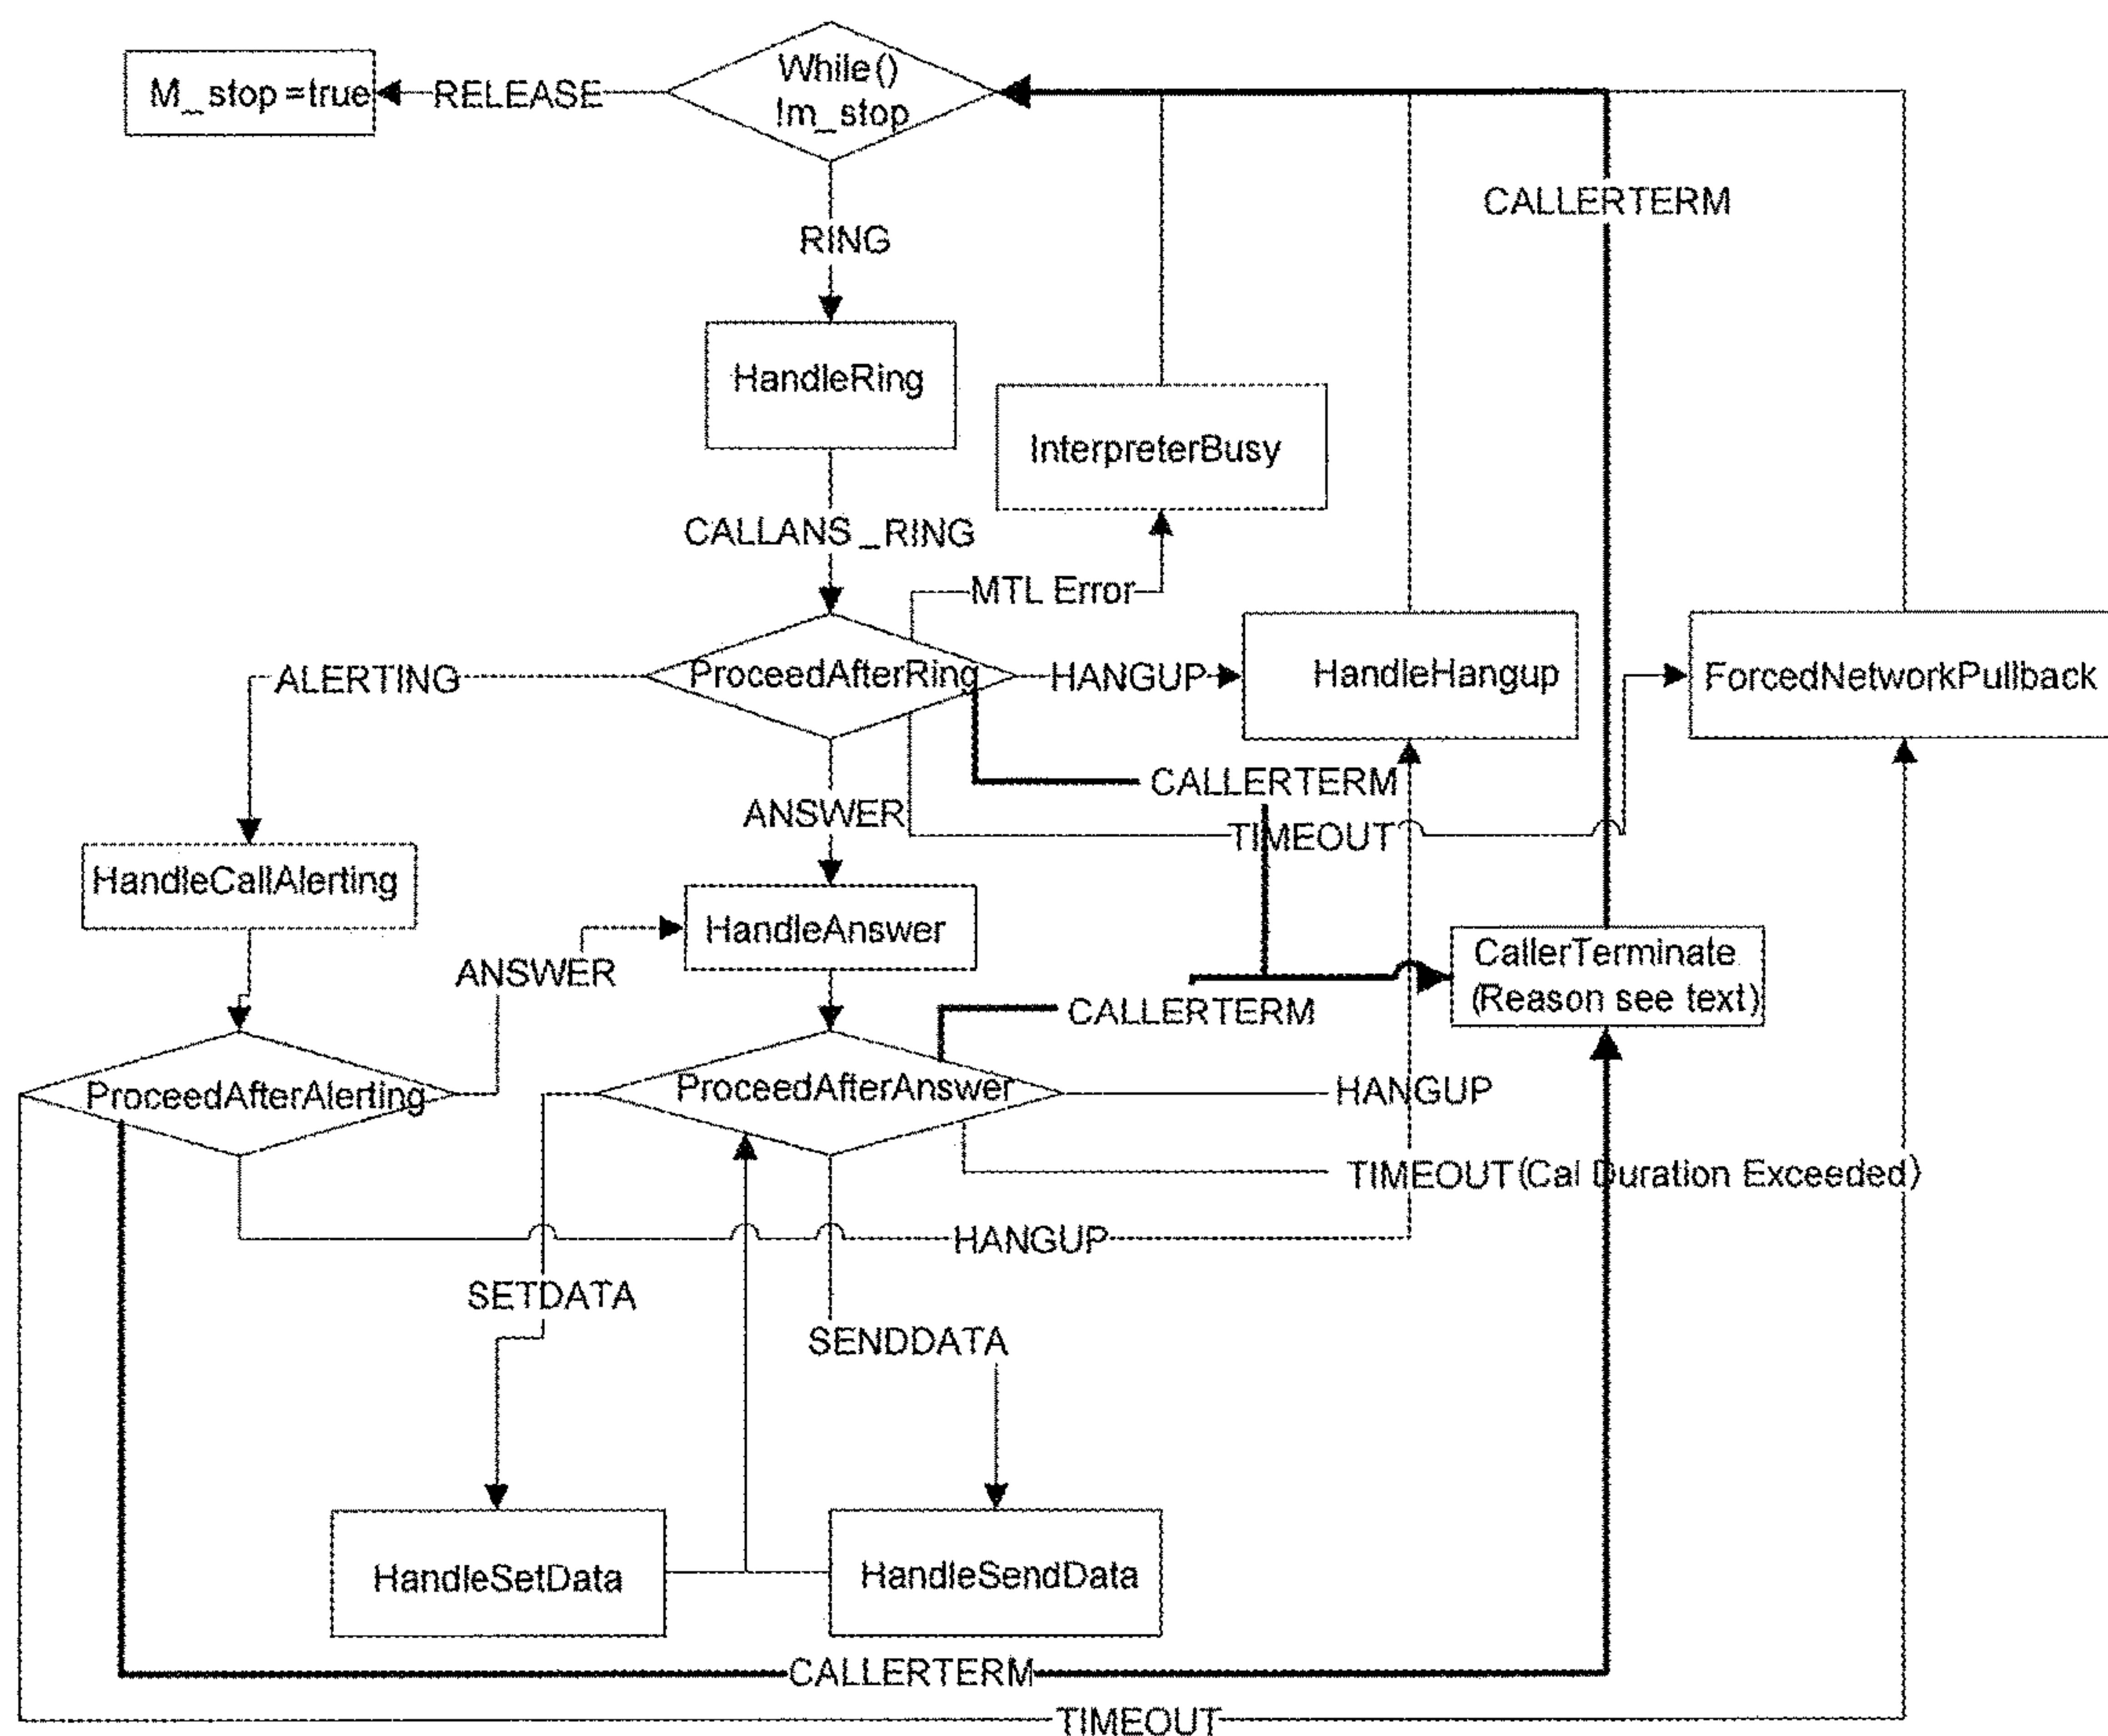 While()
M_stop=true
RELEASE
!m_stop
CALLERTERM
RING
HandleRing
InterpreterBusy
CALLANS_RING
MTL Error
ProceedAfterRing
ALERTING
HANGUP
HandleHangup
ForcedNetworkPullback
CALLERTERM
ANSWER
TIMEOUT
HandleCallAlerting
HandleAnswer
CallerTerminate
ANSWER
(Reason see text)
CALLERTERM
ProceedAfterAlerting
ProceedAfterAnswer
HANGUP
TIMEOUT (Cal Duration Exceeded)
HANGUP
SETDATA
SENDDATA
HandleSetData
HandleSendData
CALLERTERM
TIMEOUT